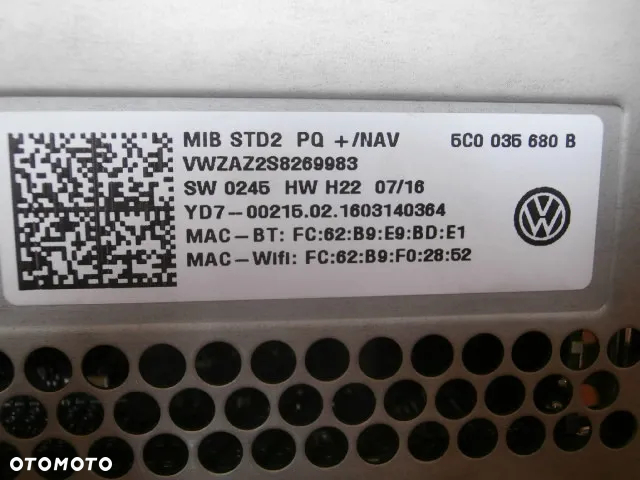 MIB STD2 PQ +/NAV 5C0 035 680 B
VWZAZ2S8269983
SW 0245 HW H22 07/16
YD7-00215.02.1603140364
MAC-BT: FC:62:B9:E9:BD:E1
MAC-Wifi: FC:62:B9:F0:28:52
OTOMOTO